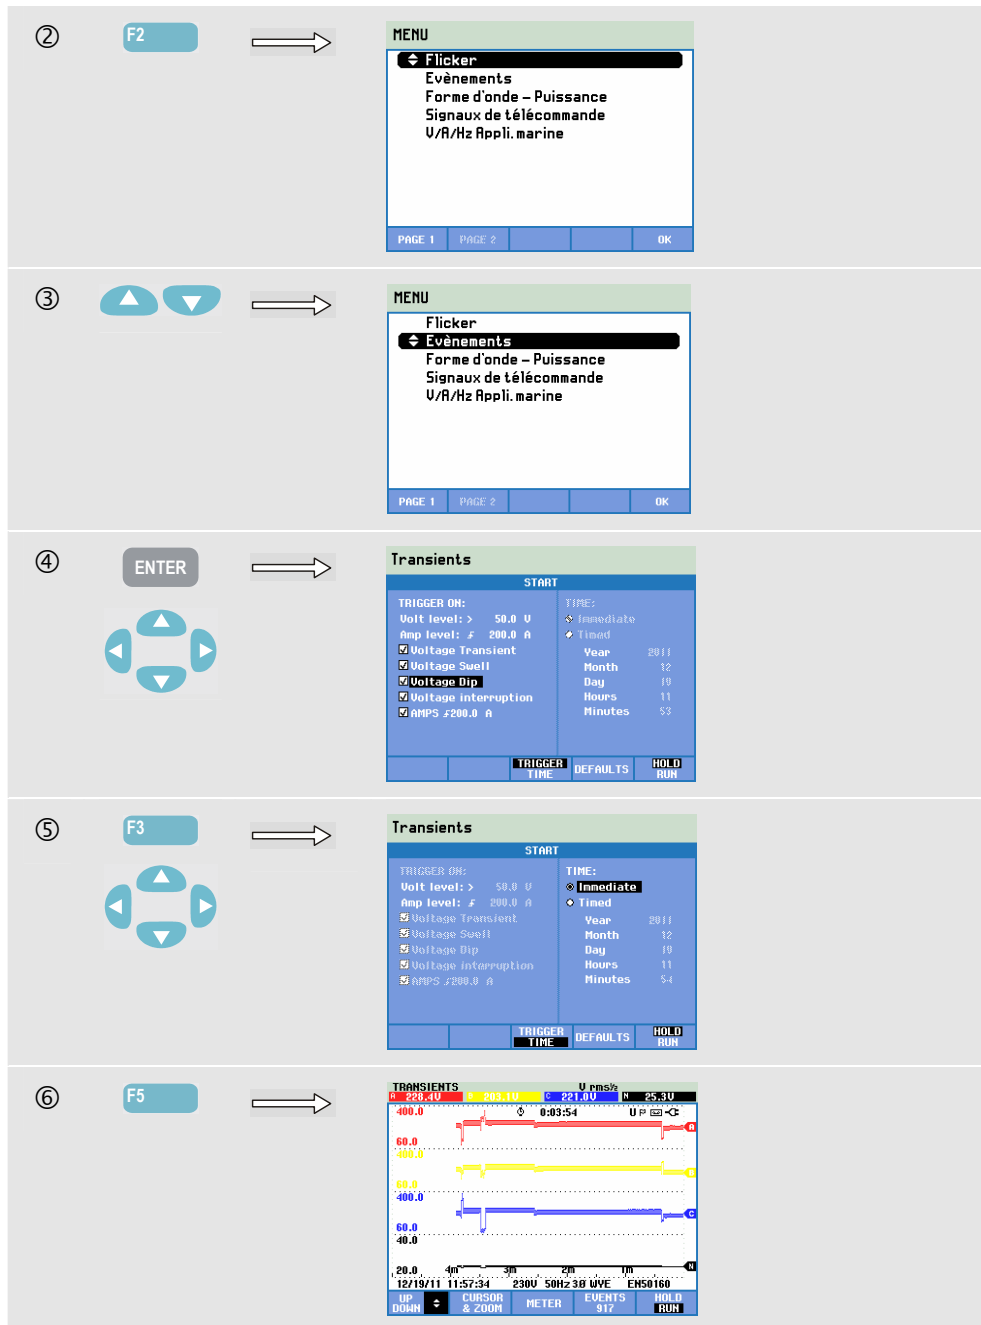 ②
F2
MENU
Flicker
Evènements
Forme d'onde – Puissance
Signaux de télécommande
V/A/Hz Appli. marine
PAGE 1 PAGE 2 OK
③
MENU
Flicker
Evènements
Forme d'onde – Puissance
Signaux de télécommande
V/A/Hz Appli. marine
PAGE 1 PAGE 2 OK
④
ENTER
Transients
START
TRIGGER ON:
Volt level: > 50.0 V
Amp level: 200.0 A
Voltage Transient
Voltage Swell
Voltage Dip
Voltage interruption
AMPS 200.0 A
TIME:
Immediate
Timed
Year 2011
Month 12
Day 19
Hours 11
Minutes 53
TRIGGER TIME DEFAULTS HOLD RUN
⑤
F3
Transients
START
TRIGGER ON:
Volt level: > 50.0 V
Amp level: 200.0 A
Voltage Transient
Voltage Swell
Voltage Dip
Voltage interruption
AMPS 200.0 A
TIME:
Immediate
Timed
Year 2011
Month 12
Day 19
Hours 11
Minutes 54
TRIGGER TIME DEFAULTS HOLD RUN
⑥
F5
TRANSIENTS V rms½
A 228.4V 203.1V C 221.0V N 25.3V
400.0 0:03:54 U
A
60.0
400.0
60.0
400.0
C
60.0
40.0
N
20.0 4m 3m 2m 1m
12/19/11 11:57:34 230V 50Hz 3Ø WYE EN50160
UP DOWN CURSOR & ZOOM METER EVENTS 917 HOLD RUN